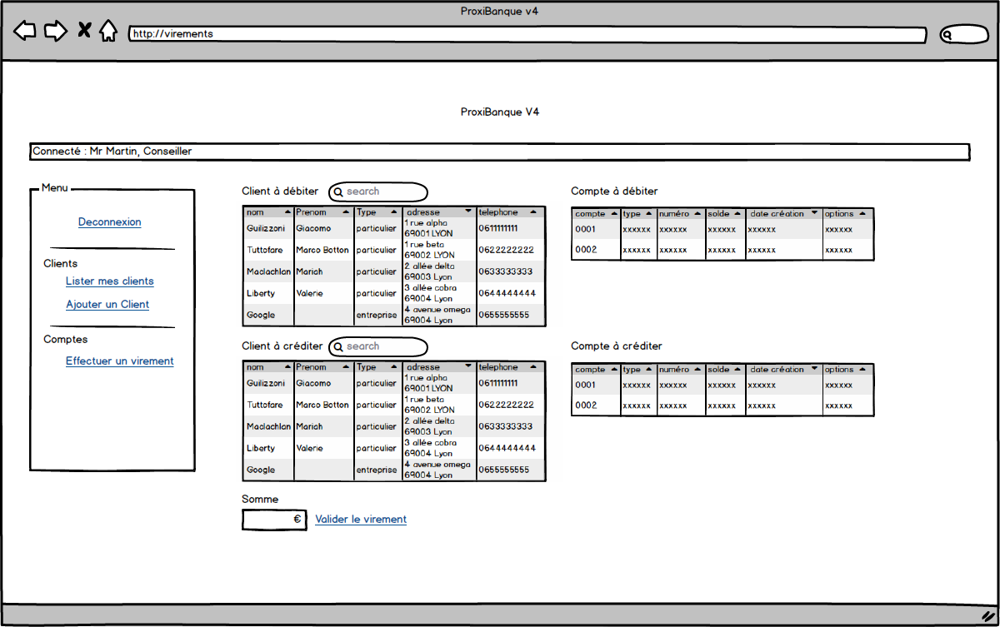 ProxiBanque v4
http://virements
ProxiBanque V4
Connecté : Mr Martin, Conseiller
Menu
Deconnexion
Clients
Lister mes clients
Ajouter un Client
Comptes
Effectuer un virement
Client à débiter search
nom Prenom Type adresse telephone
Guilizzoni Giacomo particulier 1 rue alpha 69001 LYON 0611111111
Tuttofare Marco Botton particulier 1 rue beta 69002 LYON 0622222222
Maclachlan Mariah particulier 2 allée delta 69003 Lyon 0633333333
Liberty Valerie particulier 3 allée cobra 69004 Lyon 0644444444
Google entreprise 4 avenue omega 69004 Lyon 0655555555
Compte à débiter
compte type numéro solde date création options
0001 xxxxxx xxxxxx xxxxxx xxxxxx xxxxxx
0002 xxxxxx xxxxxx xxxxxx xxxxxx xxxxxx
Client à créditer search
nom Prenom Type adresse telephone
Guilizzoni Giacomo particulier 1 rue alpha 69001 LYON 0611111111
Tuttofare Marco Botton particulier 1 rue beta 69002 LYON 0622222222
Maclachlan Mariah particulier 2 allée delta 69003 Lyon 0633333333
Liberty Valerie particulier 3 allée cobra 69004 Lyon 0644444444
Google entreprise 4 avenue omega 69004 Lyon 0655555555
Compte à créditer
compte type numéro solde date création options
0001 xxxxxx xxxxxx xxxxxx xxxxxx xxxxxx
0002 xxxxxx xxxxxx xxxxxx xxxxxx xxxxxx
Somme
€ Valider le virement